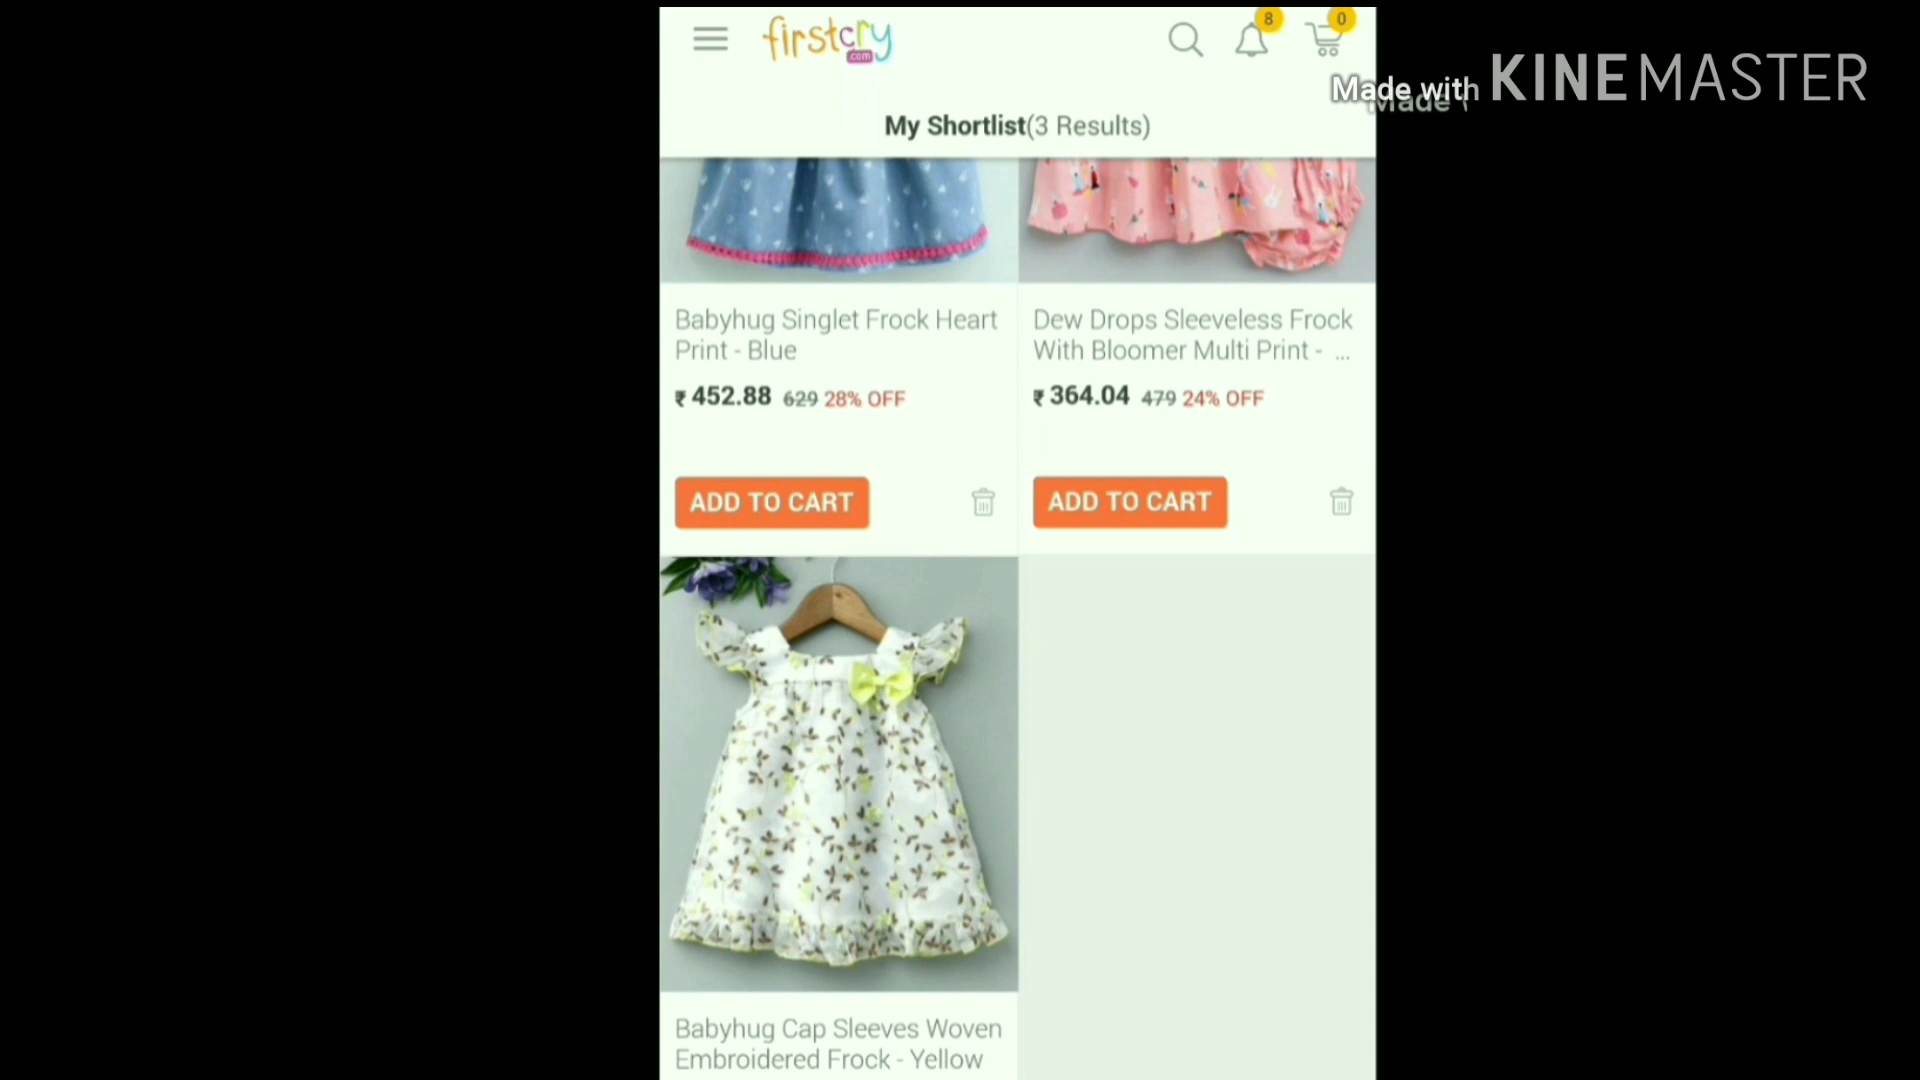 firstcry
.com
8
0
Made with KINEMASTER
Made
My Shortlist(3 Results)
Babyhug Singlet Frock Heart
Print - Blue
₹ 452.88 629 28% OFF
ADD TO CART
Dew Drops Sleeveless Frock
With Bloomer Multi Print - ...
₹ 364.04 479 24% OFF
ADD TO CART
Babyhug Cap Sleeves Woven
Embroidered Frock - Yellow